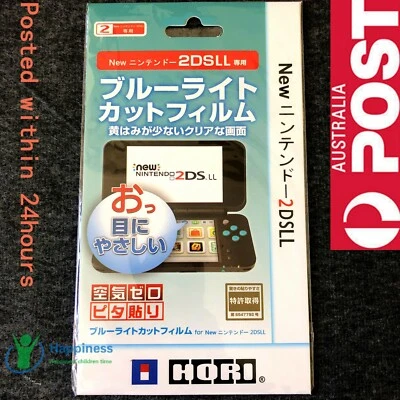 Posted within 24hours
2
専用
New ニンテンドー2DSLL 専用
ブルーライト
カットフィルム
黄ばみが少ないクリアな画面
new
NINTENDO
2DS LL
おっ
目に
やさしい
空気ゼロ
ピタ貼り
特許取得
ブルーライトカットフィルム for New ニンテンドー2DSLL
HORI®
New ニンテンドー2DSLL
AUSTRALIA
POST
Happiness